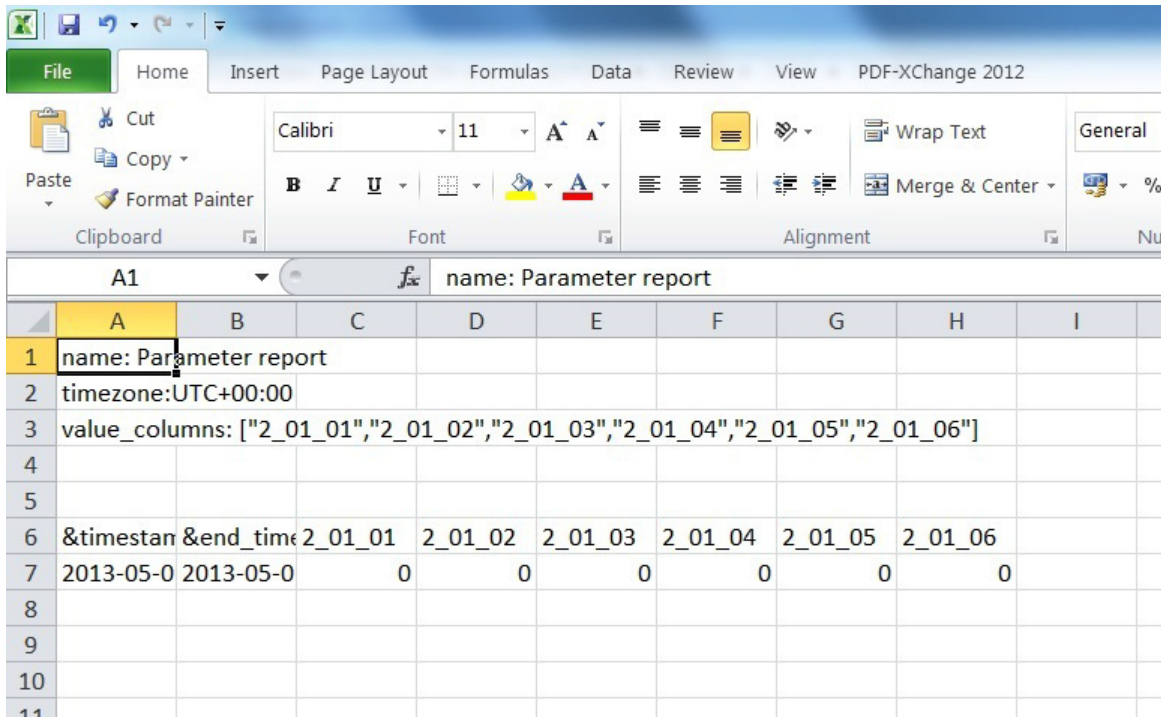 File Home Insert Page Layout Formulas Data Review View PDF-XChange 2012
Cut
Copy
Format Painter
Paste
Clipboard
Calibri 11
B I U A
Font
Wrap Text
Merge & Center
Alignment
General
%
Nu
A1 fx name: Parameter report
A B C D E F G H I
1 name: Parameter report
2 timezone:UTC+00:00
3 value_columns: ["2_01_01","2_01_02","2_01_03","2_01_04","2_01_05","2_01_06"]
4
5
6 &timestam &end_time 2_01_01 2_01_02 2_01_03 2_01_04 2_01_05 2_01_06
7 2013-05-0 2013-05-0 0 0 0 0 0 0
8
9
10
11